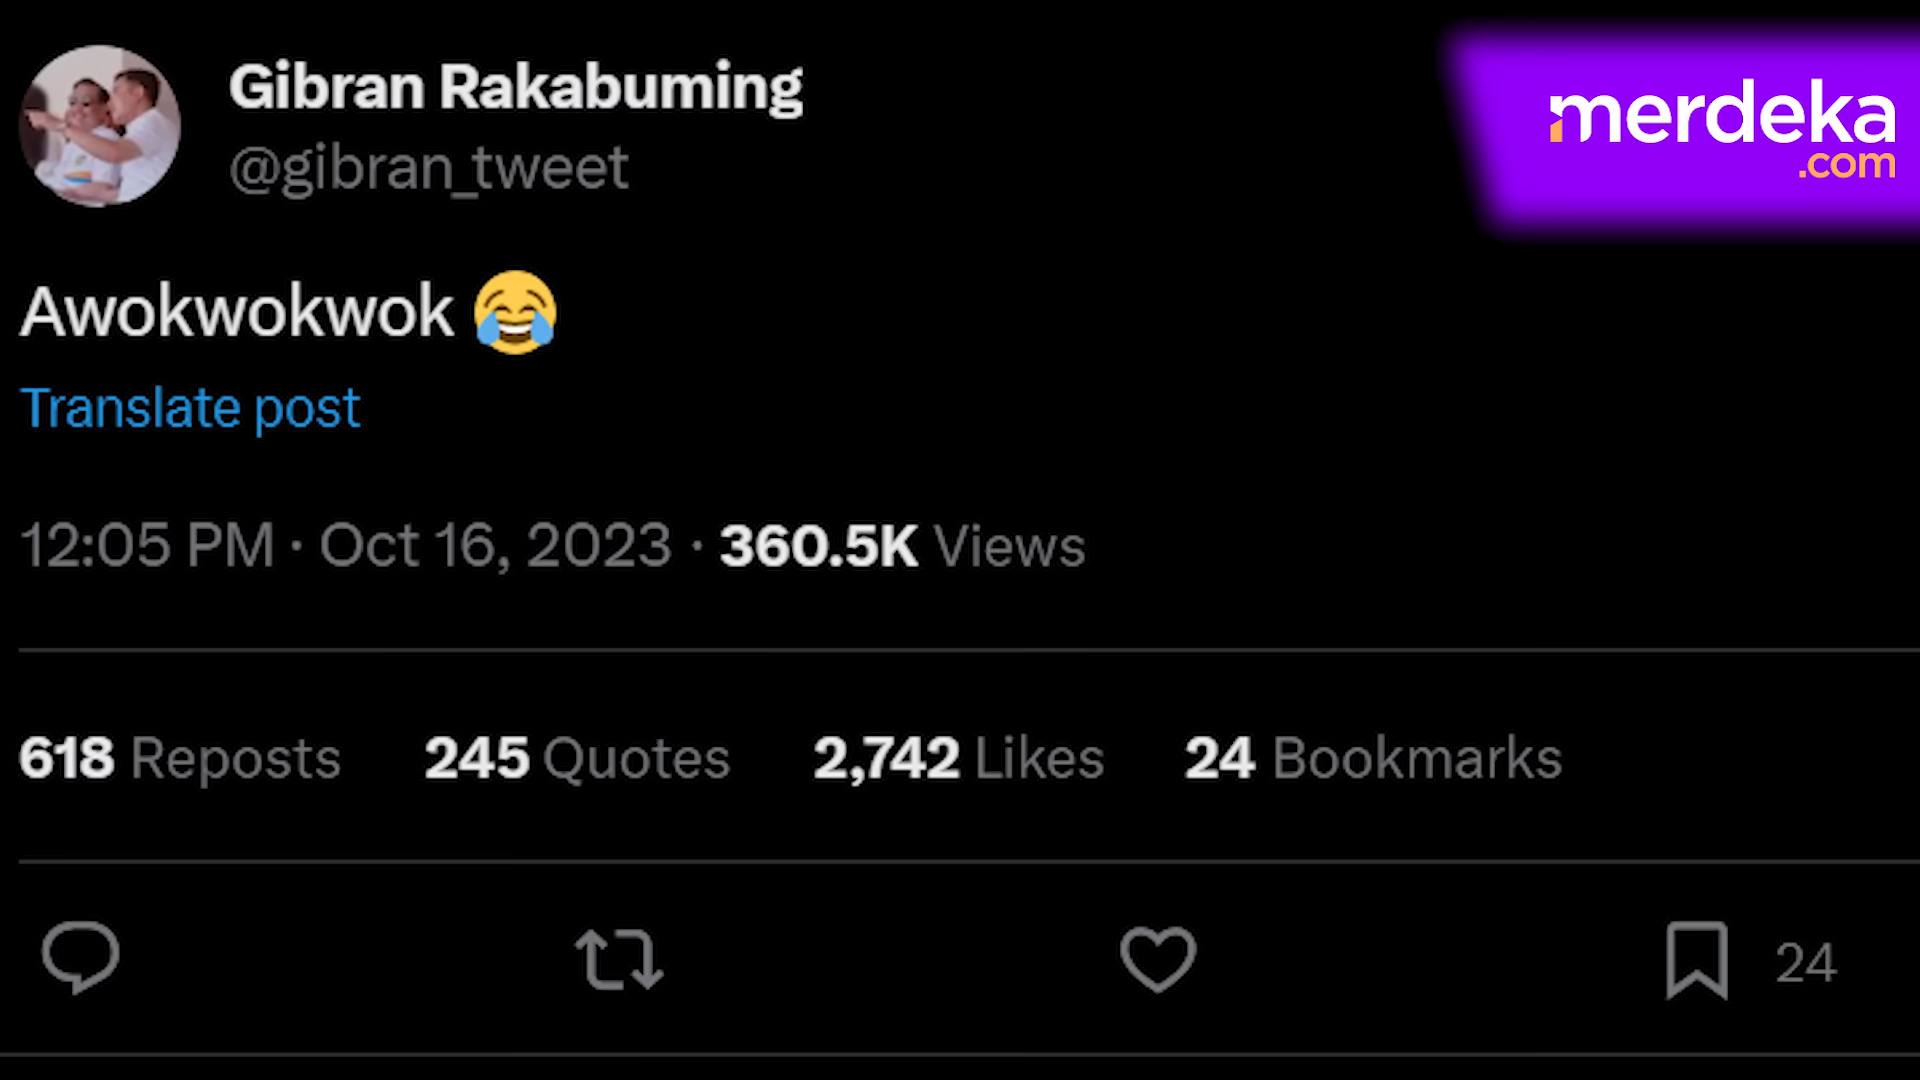 Gibran Rakabuming
@gibran_tweet
merdeka
.com
Awokwokwok 😂
Translate post
12:05 PM · Oct 16, 2023 · 360.5K Views
618 Reposts 245 Quotes 2,742 Likes 24 Bookmarks
24